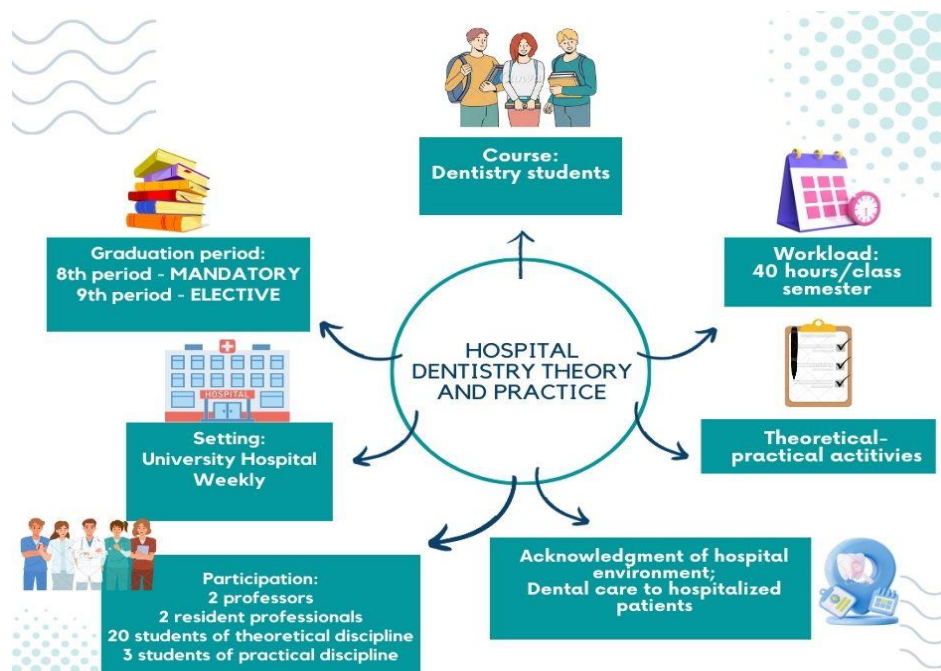 Course:
Dentistry students
Graduation period:
8th period - MANDATORY
9th period - ELECTIVE
Workload:
40 hours/class
semester
HOSPITAL
DENTISTRY THEORY
AND PRACTICE
HOSPITAL
Setting:
University Hospital
Weekly
Theoretical-
practical actitivies
Participation:
2 professors
2 resident professionals
20 students of theoretical discipline
3 students of practical discipline
Acknowledgment of hospital
environment;
Dental care to hospitalized
patients